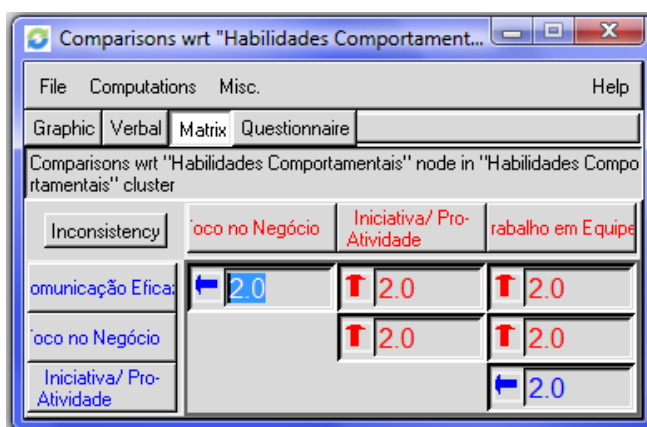 Comparisons wrt "Habilidades Comportament...
File Computations Misc. Help
Graphic Verbal Matrix Questionnaire
Comparisons wrt "Habilidades Comportamentais" node in "Habilidades Compo
rtamentais" cluster
Inconsistency oco no Negócio Iniciativa/ Pro-
Atividade rabalho em Equipe
omunicação Efica 2.0 2.0 2.0
oco no Negócio 2.0 2.0
Iniciativa/ Pro-
Atividade 2.0